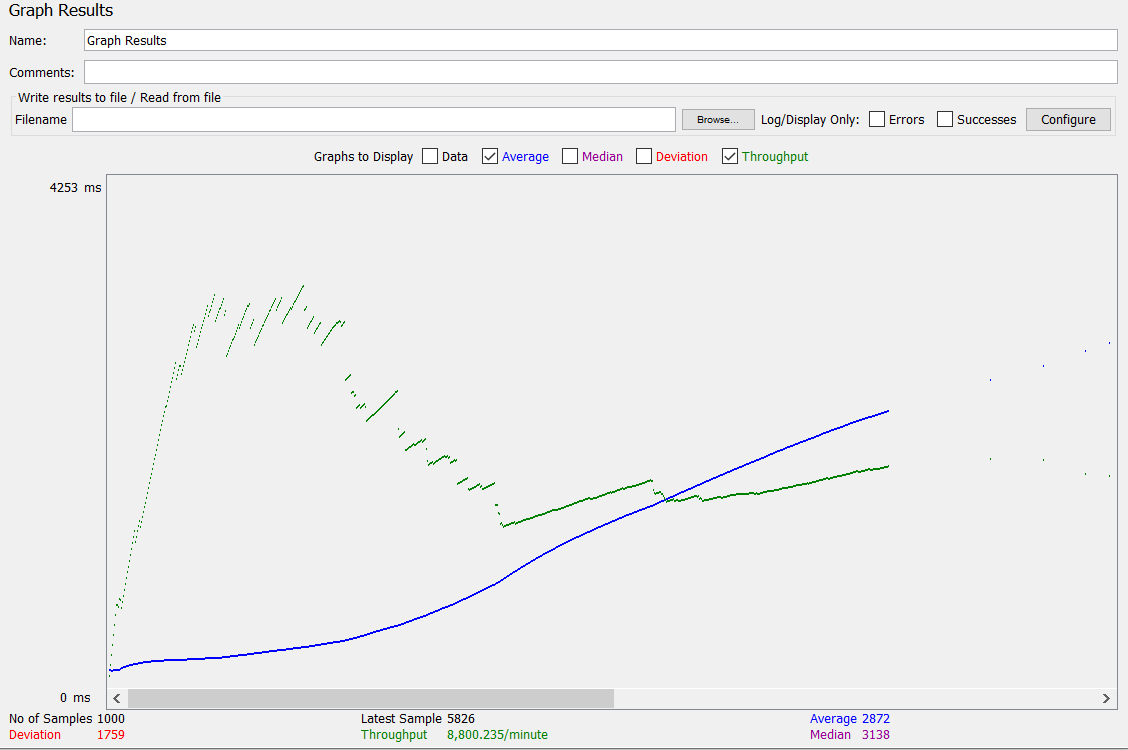 Graph Results
Name: Graph Results
Comments:
Write results to file / Read from file
Filename Browse... Log/Display Only: Errors Successes Configure
Graphs to Display Data Average Median Deviation Throughput
4253 ms
0 ms
No of Samples 1000 Latest Sample 5826 Average 2872
Deviation 1759 Throughput 8,800.235/minute Median 3138